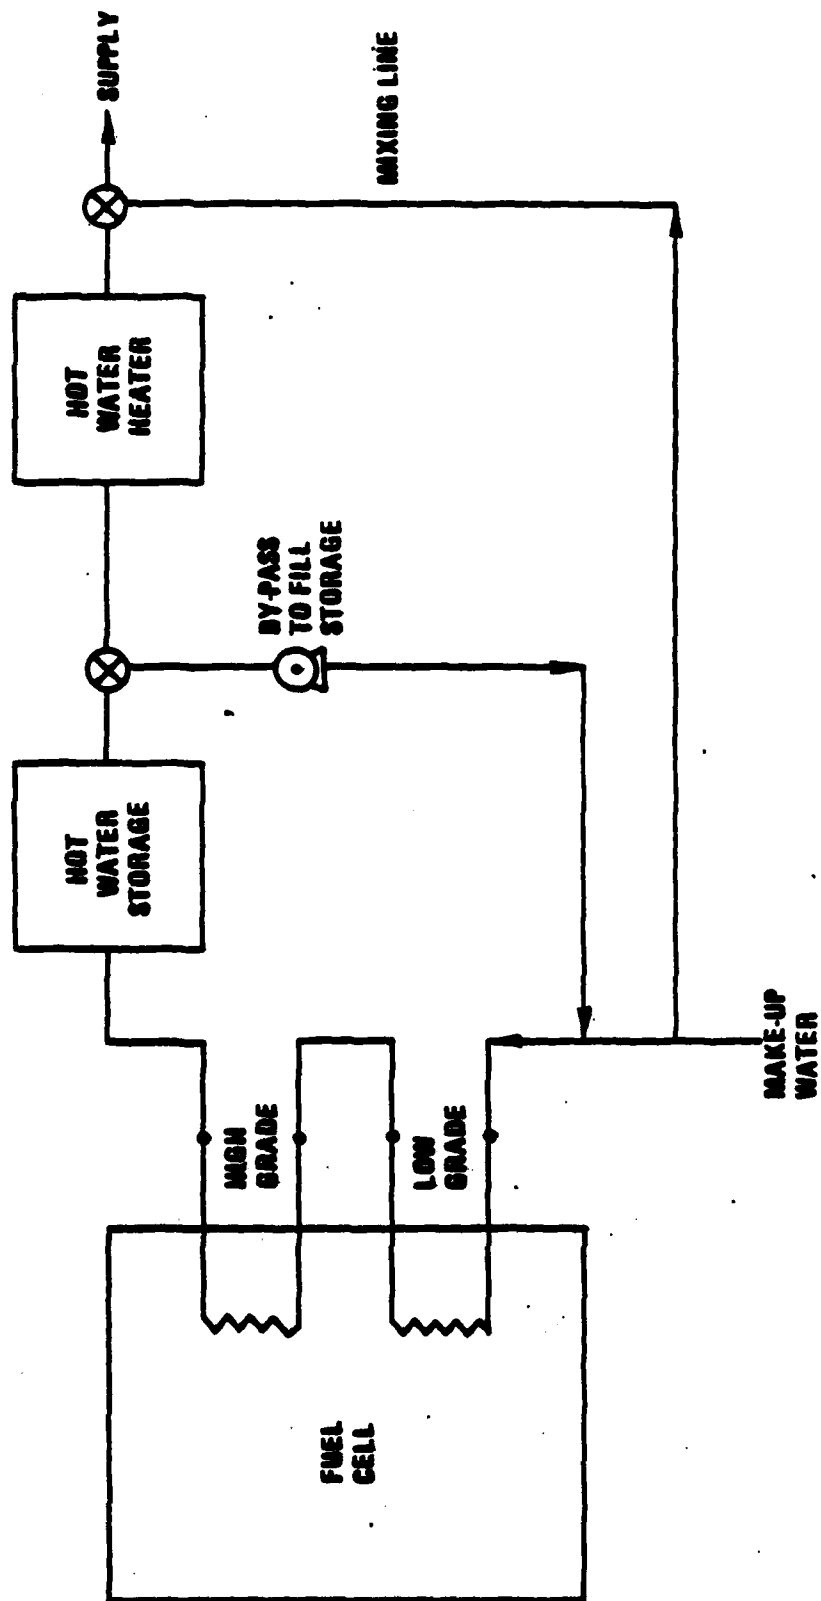 FUEL
CELL
HIGH
GRADE
LOW
GRADE
MAKE-UP
WATER
HOT
WATER
STORAGE
BY-PASS
TO FILL
STORAGE
HOT
WATER
HEATER
MIXING LINE
SUPPLY